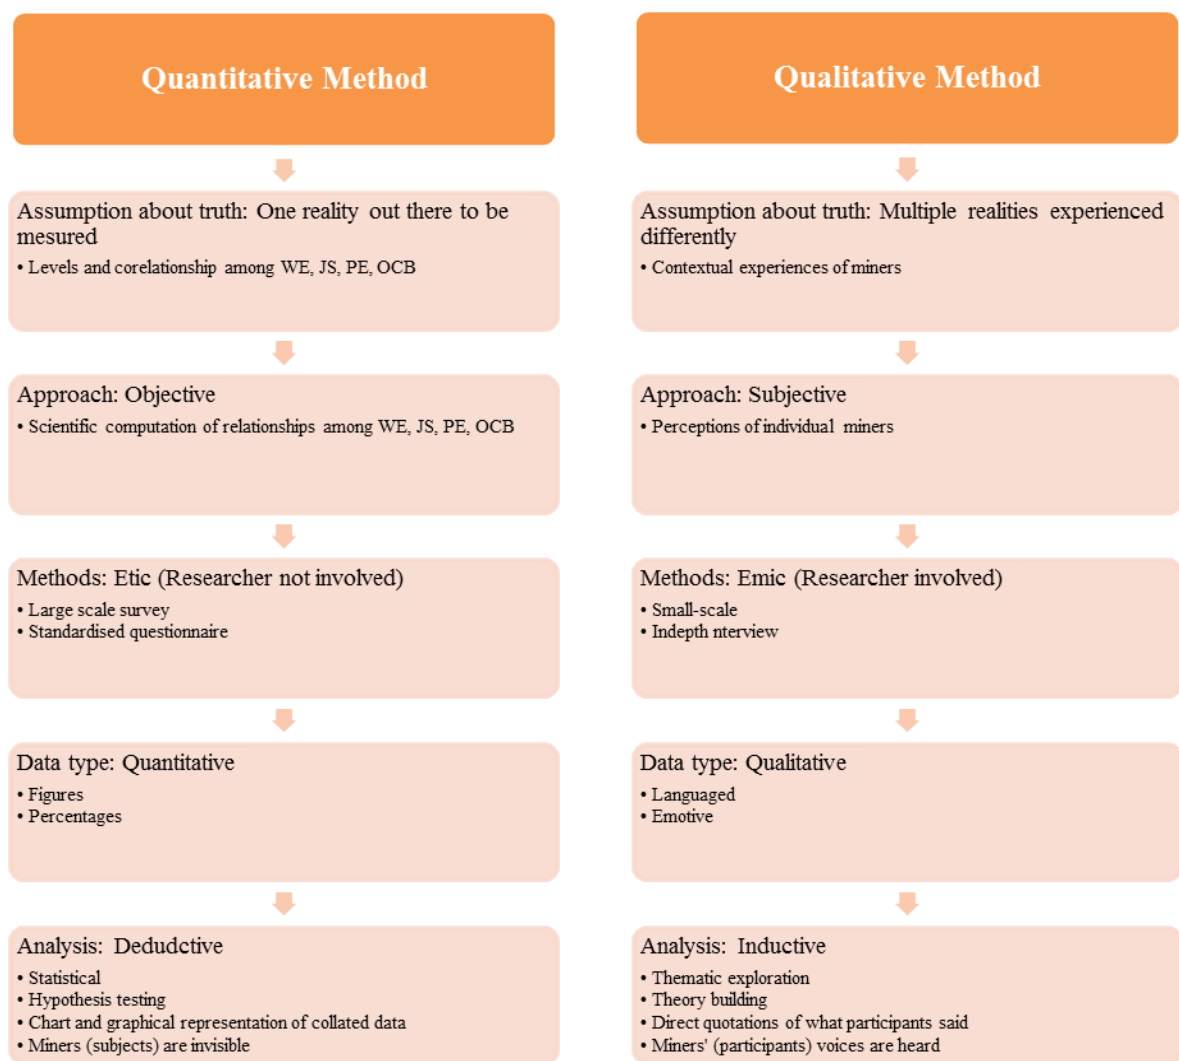 Quantitative Method
Assumption about truth: One reality out there to be
mesured
• Levels and corelationship among WE, JS, PE, OCB
Approach: Objective
• Scientific computation of relationships among WE, JS, PE, OCB
Methods: Etic (Researcher not involved)
• Large scale survey
• Standardised questionnaire
Data type: Quantitative
• Figures
• Percentages
Analysis: Dedudctive
• Statistical
• Hypothesis testing
• Chart and graphical representation of collated data
• Miners (subjects) are invisible
Qualitative Method
Assumption about truth: Multiple realities experienced
differently
• Contextual experiences of miners
Approach: Subjective
• Perceptions of individual miners
Methods: Emic (Researcher involved)
• Small-scale
• Indepth nterview
Data type: Qualitative
• Languaged
• Emotive
Analysis: Inductive
• Thematic exploration
• Theory building
• Direct quotations of what participants said
• Miners' (participants) voices are heard